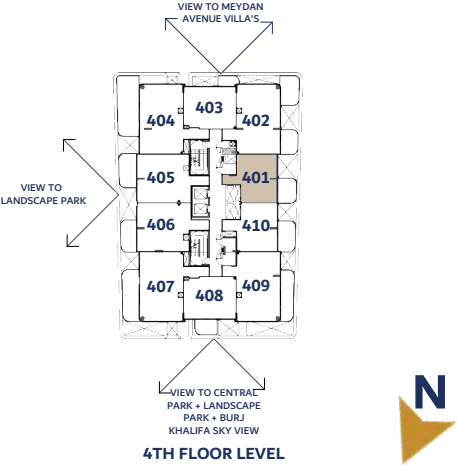 VIEW TO MEYDAN
AVENUE VILLA'S
403
404
402
405
401
VIEW TO
LANDSCAPE PARK
406
410
407
409
408
VIEW TO CENTRAL
PARK + LANDSCAPE
PARK + BURJ
KHALIFA SKY VIEW
4TH FLOOR LEVEL
N